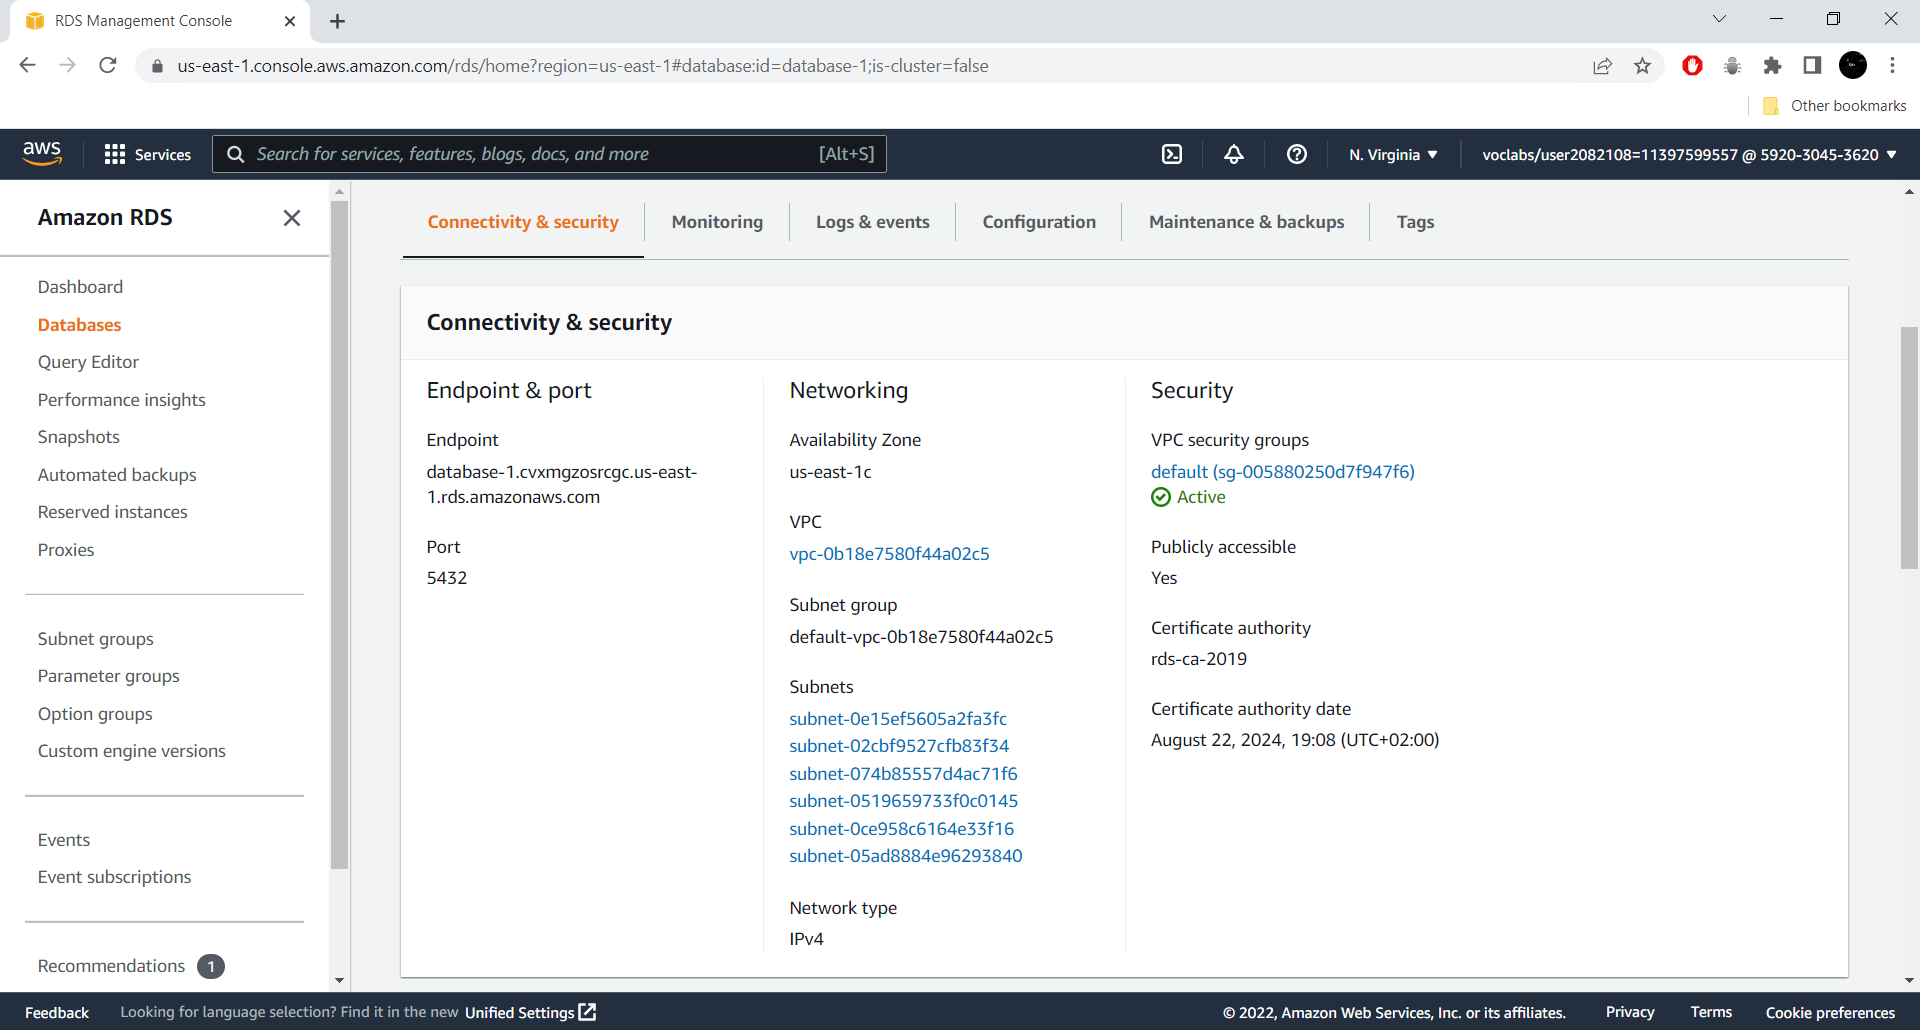 RDS Management Console
us-east-1.console.aws.amazon.com/rds/home?region=us-east-1#database:id=database-1;is-cluster=false
Other bookmarks
aws
Services
Search for services, features, blogs, docs, and more [Alt+S]
N. Virginia
voclabs/user2082108=11397599557 @ 5920-3045-3620
Amazon RDS
Dashboard
Databases
Query Editor
Performance insights
Snapshots
Automated backups
Reserved instances
Proxies
Subnet groups
Parameter groups
Option groups
Custom engine versions
Events
Event subscriptions
Recommendations 1
Connectivity & security
Monitoring
Logs & events
Configuration
Maintenance & backups
Tags
Connectivity & security
Endpoint & port
Endpoint
database-1.cvxmgzosrcgc.us-east-
1.rds.amazonaws.com
Port
5432
Networking
Availability Zone
us-east-1c
VPC
vpc-0b18e7580f44a02c5
Subnet group
default-vpc-0b18e7580f44a02c5
Subnets
subnet-0e15ef5605a2fa3fc
subnet-02cbf9527cfb83f34
subnet-074b85557d4ac71f6
subnet-0519659733f0c0145
subnet-0ce958c6164e33f16
subnet-05ad8884e96293840
Network type
IPv4
Security
VPC security groups
default (sg-005880250d7f947f6)
Active
Publicly accessible
Yes
Certificate authority
rds-ca-2019
Certificate authority date
August 22, 2024, 19:08 (UTC+02:00)
Feedback
Looking for language selection? Find it in the new Unified Settings
© 2022, Amazon Web Services, Inc. or its affiliates.
Privacy
Terms
Cookie preferences